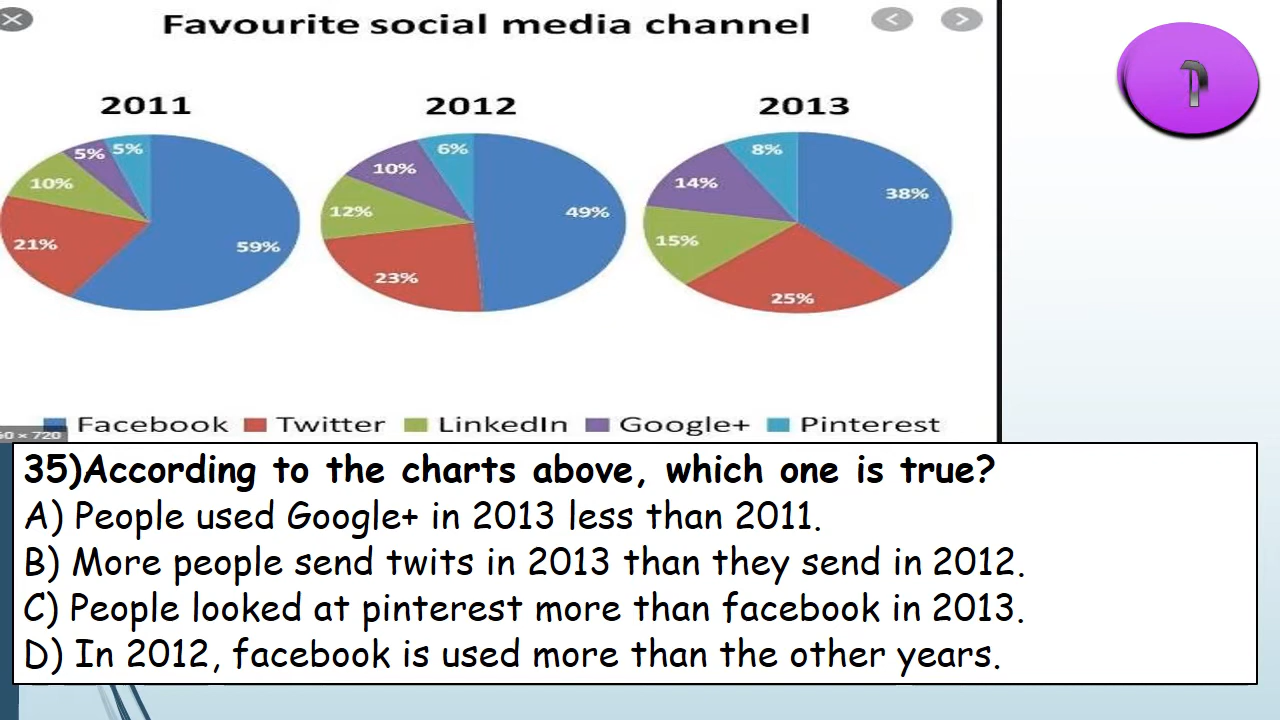 Favourite social media channel
2011
2012
2013
5%
5%
10%
21%
59%
6%
10%
12%
23%
49%
8%
14%
15%
25%
38%
Facebook
Twitter
LinkedIn
Google+
Pinterest
0 × 720
35)According to the charts above, which one is true?
A) People used Google+ in 2013 less than 2011.
B) More people send twits in 2013 than they send in 2012.
C) People looked at pinterest more than facebook in 2013.
D) In 2012, facebook is used more than the other years.